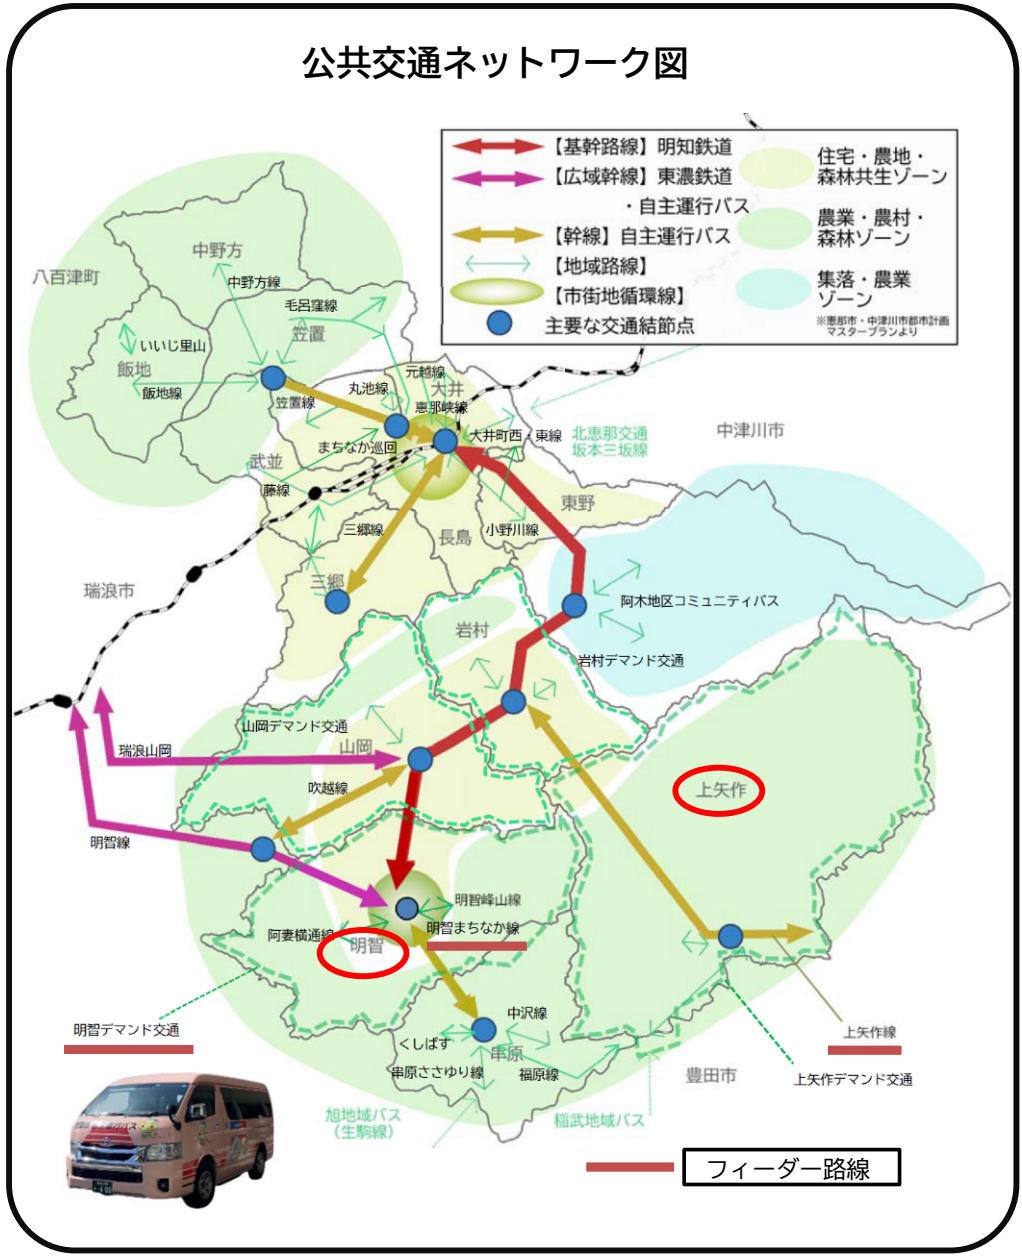 公共交通ネットワーク図
【基幹路線】明知鉄道
【広域幹線】東濃鉄道
・自主運行バス
【幹線】自主運行バス
【地域路線】
【市街地循環線】
主要な交通結節点
住宅・農地・
森林共生ゾーン
農業・農村・
森林ゾーン
集落・農業
ゾーン
※恵那市・中津川市都市計画
マスタープランより
中野方
八百津町
中野方線
毛呂窪線
笠置
いいじ里山
飯地
飯地線
元越線
丸池線
大井
笠置線
恵那峡線
まちなか巡回
大井町西・東線
北恵那交通
坂本三坂線
中津川市
武並
藤線
東野
三郷線
長島
小野川線
三郷
瑞浪市
阿木地区コミュニティバス
岩村
岩村デマンド交通
山岡デマンド交通
山岡
瑞浪山岡
吹越線
上矢作
明智線
明智峰山線
明智まちなか線
阿妻横通線
明智
明智デマンド交通
中沢線
くしばす
串原
串原ささゆり線
福原線
上矢作線
上矢作デマンド交通
豊田市
旭地域バス
（生駒線）
稲武地域バス
フィーダー路線